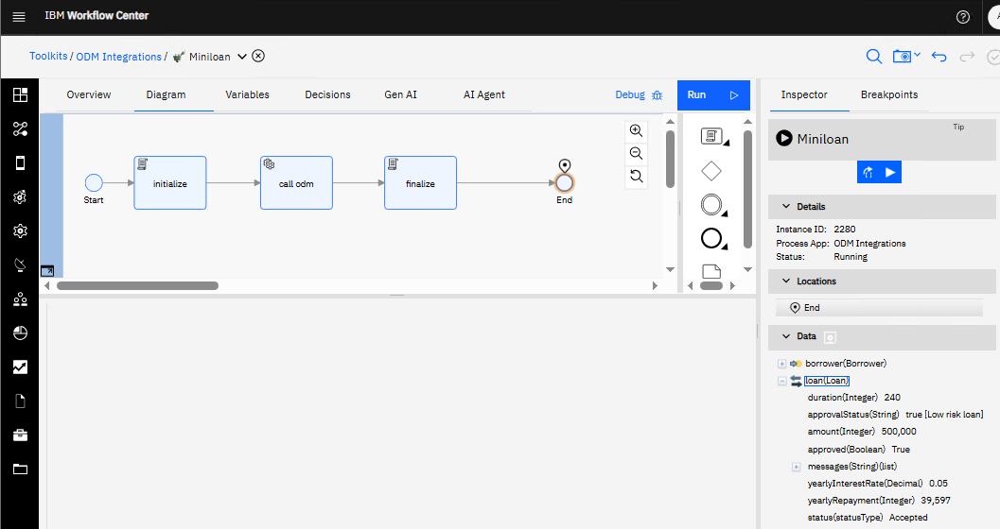 IBM Workflow Center
Toolkits / ODM Integrations / Miniloan
Overview
Diagram
Variables
Decisions
Gen AI
AI Agent
Debug
Run
initialize
call odm
finalize
Start
End
Inspector
Breakpoints
Tip
Miniloan
Details
Instance ID: 2280
Process App: ODM Integrations
Status: Running
Locations
End
Data
borrower(Borrower)
loan(Loan)
duration(Integer) 240
approvalStatus(String) true [Low risk loan]
amount(Integer) 500,000
approved(Boolean) True
messages(String)(list)
yearlyInterestRate(Decimal) 0.05
yearlyRepayment(Integer) 39,597
status(statusType) Accepted